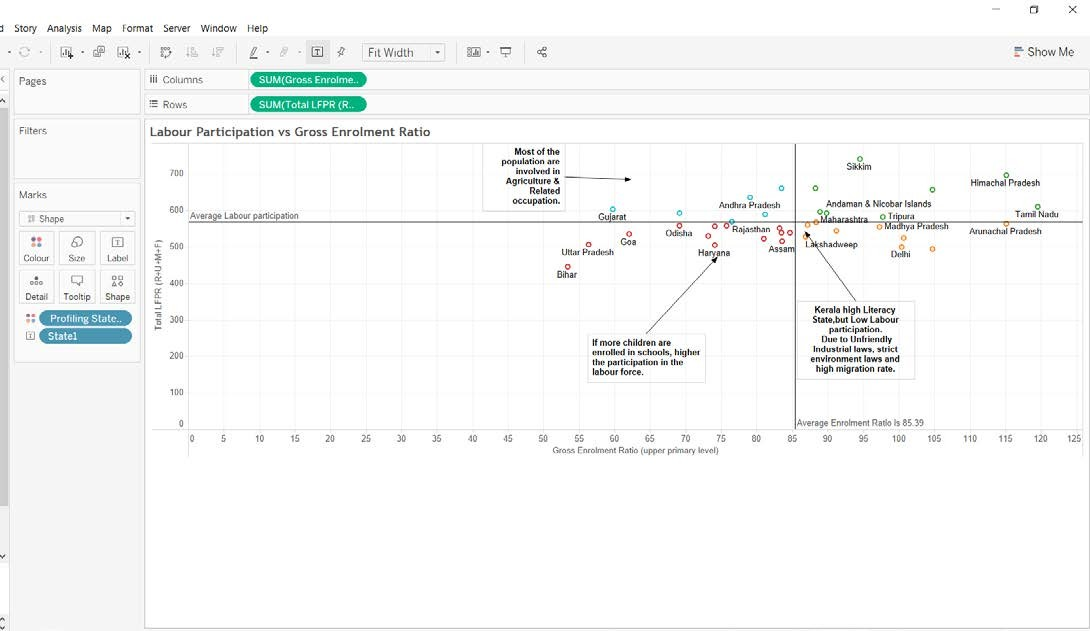 d Story Analysis Map Format Server Window Help
Fit Width
Show Me
Pages
Columns
SUM(Gross Enrolme..
Rows
SUM(Total LFPR (R..
Filters
Marks
Shape
Colour Size Label
Detail Tooltip Shape
Profiling State..
State1
Labour Participation vs Gross Enrolment Ratio
Most of the
population are
involved in
Agriculture &
Related
occupation.
Sikkim
Himachal Pradesh
Andhra Pradesh
Andaman & Nicobar Islands
Average Labour participation
Gujarat
Maharashtra
Tripura
Tamil Nadu
Odisha
Rajasthan
Madhya Pradesh
Arunachal Pradesh
Goa
Lakshadweep
Uttar Pradesh
Haryana
Assam
Delhi
Bihar
Kerala high Literacy
State,but Low Labour
participation.
Due to Unfriendly
Industrial laws, strict
environment laws and
high migration rate.
If more children are
enrolled in schools, higher
the participation in the
labour force.
Total LFPR (R+U+M+F)
700
600
500
400
300
200
100
0
Average Enrolment Ratio is 85.39
0 5 10 15 20 25 30 35 40 45 50 55 60 65 70 75 80 85 90 95 100 105 110 115 120 125
Gross Enrolment Ratio (upper primary level)